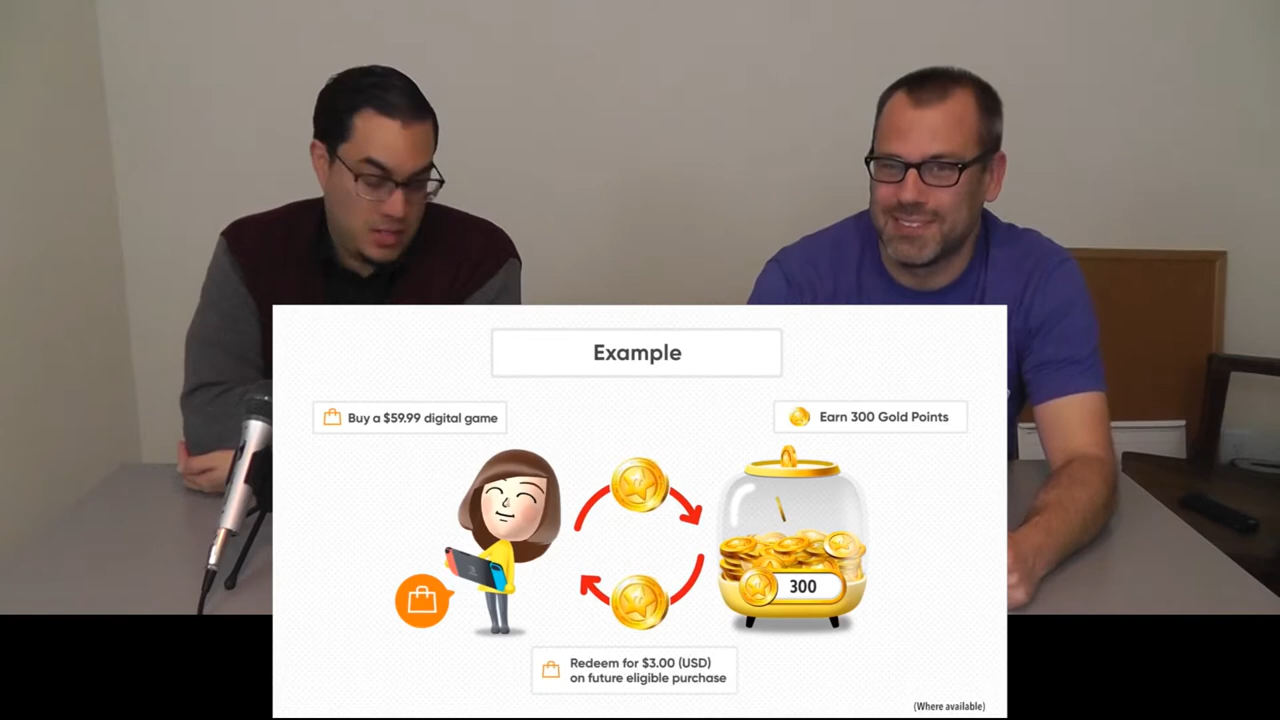 Example
Buy a $59.99 digital game
Earn 300 Gold Points
300
Redeem for $3.00 (USD)
on future eligible purchase
(Where available)